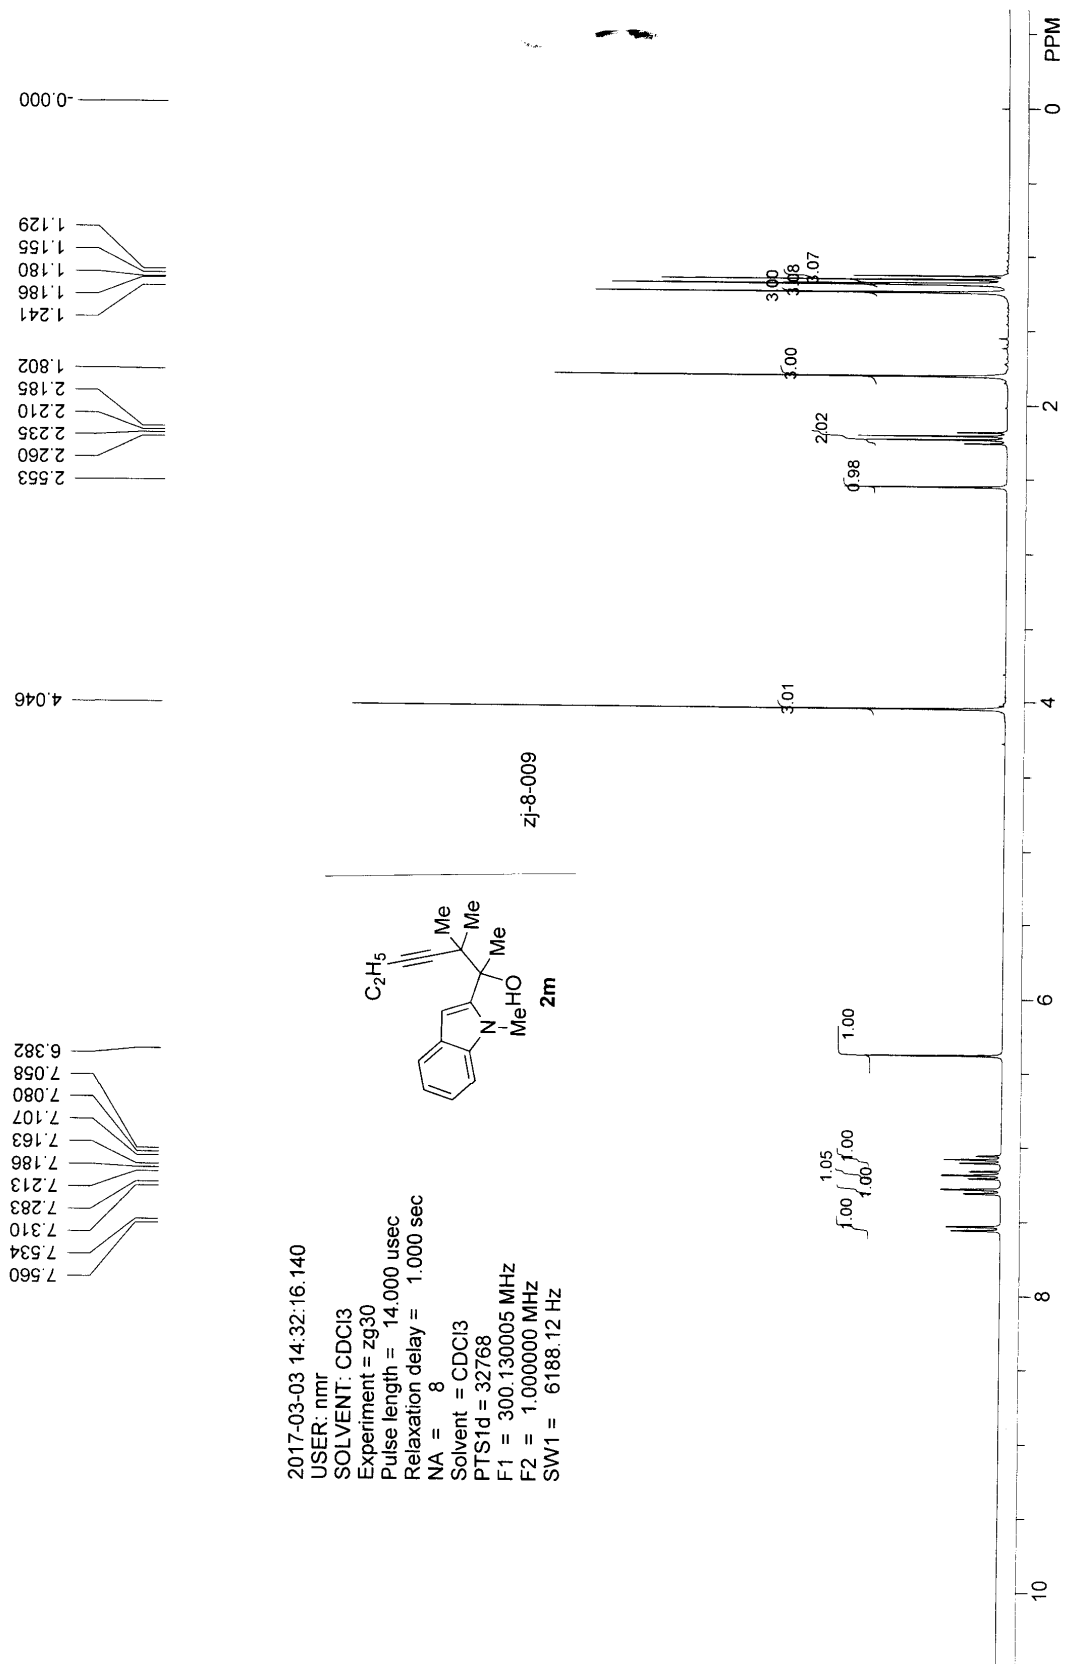 7.560
7.534
7.310
7.283
7.213
7.186
7.163
7.107
7.080
7.058
6.382
4.046
2.553
2.260
2.235
2.210
2.185
1.802
1.241
1.186
1.180
1.155
1.129
-0.000
2017-03-03 14:32:16.140
USER: nmr
SOLVENT: CDCl3
Experiment = zg30
Pulse length = 14.000 usec
Relaxation delay = 1.000 sec
NA = 8
Solvent = CDCl3
PTS1d = 32768
F1 = 300.130005 MHz
F2 = 1.000000 MHz
SW1 = 6188.12 Hz
C2H5
Me
Me
Me
N
HO
Me
2m
zj-8-009
1.00
1.00
1.05
1.00
1.00
3.01
0.98
2.02
3.00
3.00
3.08
3.07
10
8
6
4
2
0
PPM